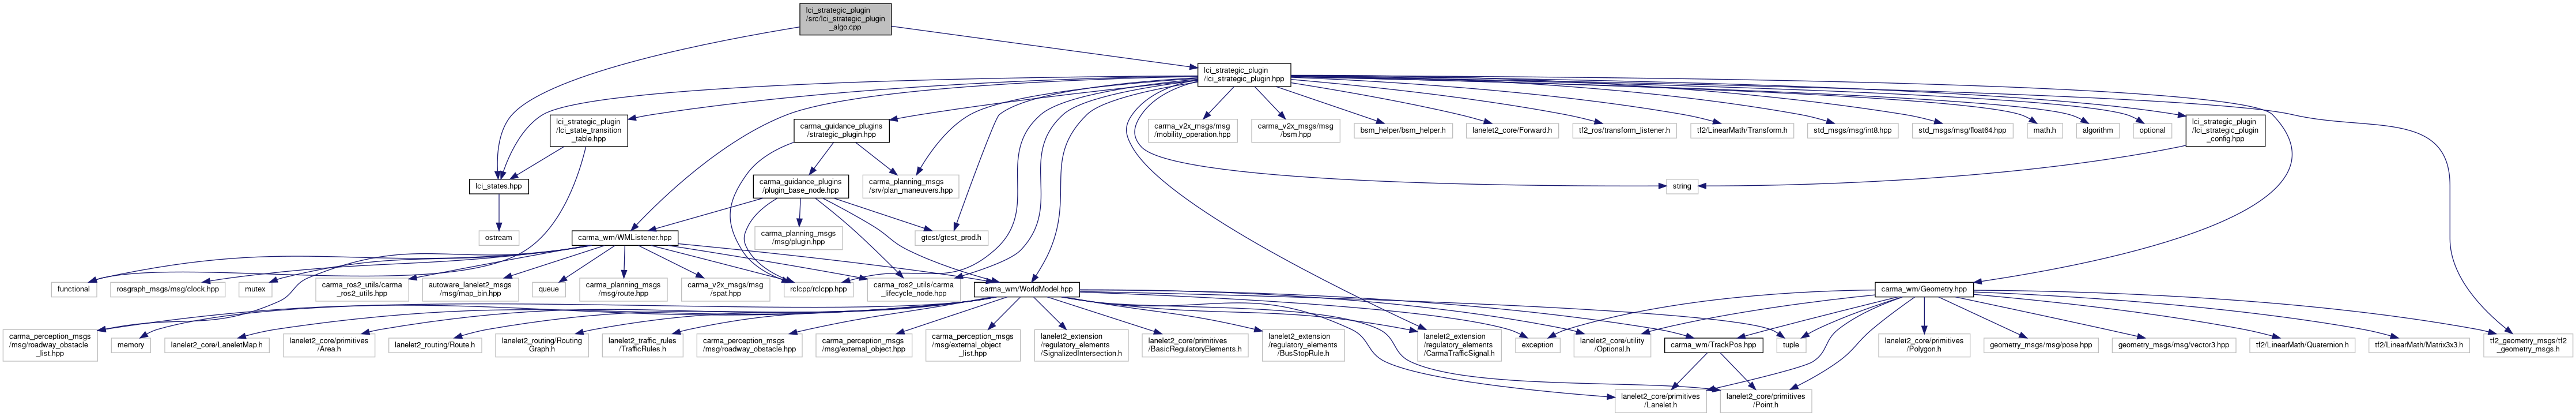 lci_strategic_plugin
/src/lci_strategic_plugin
_algo.cpp
lci_strategic_plugin
/lci_strategic_plugin.hpp
lci_strategic_plugin
/lci_state_transition
_table.hpp
carma_guidance_plugins
/strategic_plugin.hpp
carma_v2x_msgs/msg
/mobility_operation.hpp
carma_v2x_msgs/msg
/bsm.hpp
bsm_helper/bsm_helper.h
lanelet2_core/Forward.h
tf2_ros/transform_listener.h
tf2/LinearMath/Transform.h
std_msgs/msg/int8.hpp
std_msgs/msg/float64.hpp
math.h
algorithm
optional
lci_strategic_plugin
/lci_strategic_plugin
_config.hpp
lci_states.hpp
carma_guidance_plugins
/plugin_base_node.hpp
carma_planning_msgs
/srv/plan_maneuvers.hpp
string
ostream
carma_wm/WMListener.hpp
carma_planning_msgs
/msg/plugin.hpp
gtest/gtest_prod.h
functional
rosgraph_msgs/msg/clock.hpp
mutex
carma_ros2_utils/carma
_ros2_utils.hpp
autoware_lanelet2_msgs
/msg/map_bin.hpp
queue
carma_planning_msgs
/msg/route.hpp
carma_v2x_msgs/msg
/spat.hpp
rclcpp/rclcpp.hpp
carma_ros2_utils/carma
_lifecycle_node.hpp
carma_wm/WorldModel.hpp
carma_wm/Geometry.hpp
carma_perception_msgs
/msg/roadway_obstacle
_list.hpp
memory
lanelet2_core/LaneletMap.h
lanelet2_core/primitives
/Area.h
lanelet2_routing/Route.h
lanelet2_routing/Routing
Graph.h
lanelet2_traffic_rules
/TrafficRules.h
carma_perception_msgs
/msg/roadway_obstacle.hpp
carma_perception_msgs
/msg/external_object.hpp
carma_perception_msgs
/msg/external_object
_list.hpp
lanelet2_extension
/regulatory_elements
/SignalizedIntersection.h
lanelet2_core/primitives
/BasicRegulatoryElements.h
lanelet2_extension
/regulatory_elements
/BusStopRule.h
lanelet2_extension
/regulatory_elements
/CarmaTrafficSignal.h
exception
lanelet2_core/utility
/Optional.h
carma_wm/TrackPos.hpp
tuple
lanelet2_core/primitives
/Polygon.h
geometry_msgs/msg/pose.hpp
geometry_msgs/msg/vector3.hpp
tf2/LinearMath/Quaternion.h
tf2/LinearMath/Matrix3x3.h
tf2_geometry_msgs/tf2
_geometry_msgs.h
lanelet2_core/primitives
/Lanelet.h
lanelet2_core/primitives
/Point.h